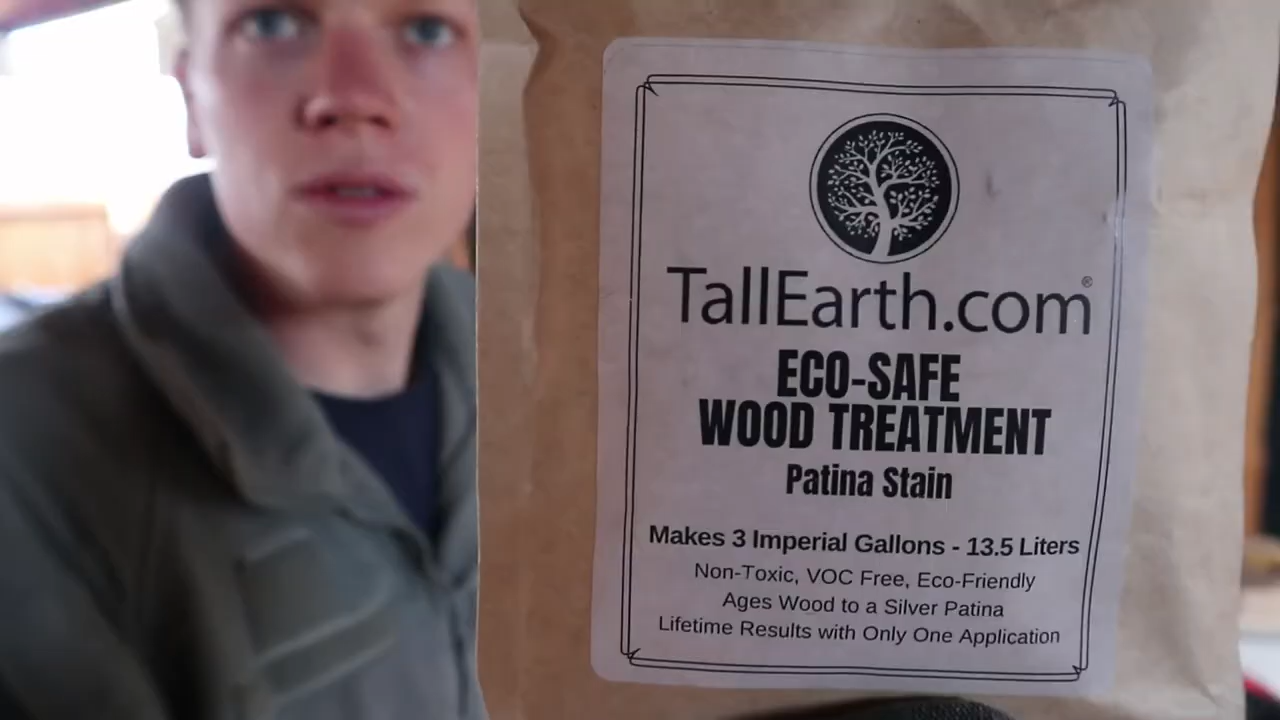 TallEarth.com®
ECO-SAFE
WOOD TREATMENT
Patina Stain
Makes 3 Imperial Gallons - 13.5 Liters
Non-Toxic, VOC Free, Eco-Friendly
Ages Wood to a Silver Patina
Lifetime Results with Only One Application